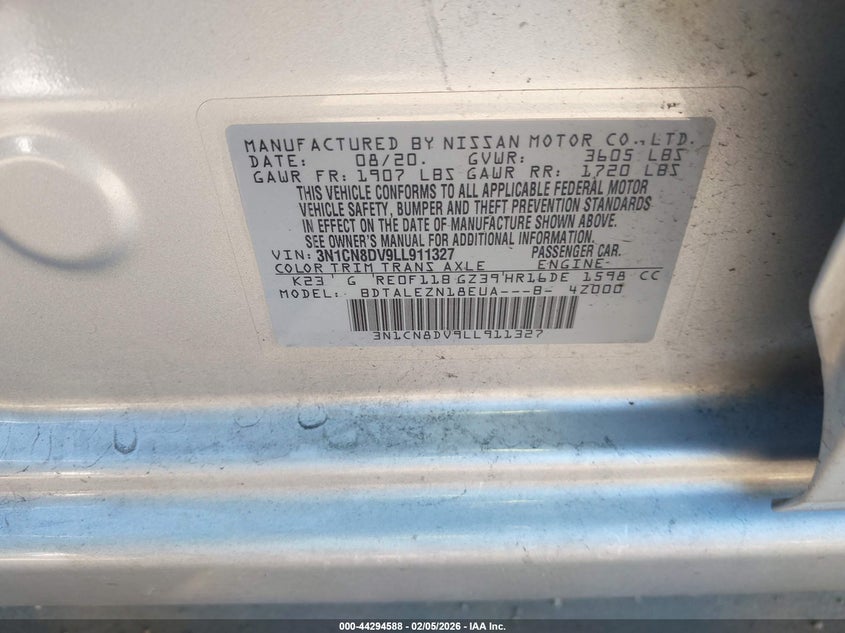 MANUFACTURED BY NISSAN MOTOR CO.,LTD.
DATE: 08/20. GVWR: 3605 LBS
GAWR FR: 1907 LBS GAWR RR: 1720 LBS
THIS VEHICLE CONFORMS TO ALL APPLICABLE FEDERAL MOTOR
VEHICLE SAFETY, BUMPER AND THEFT PREVENTION STANDARDS
IN EFFECT ON THE DATE OF MANUFACTURE SHOWN ABOVE.
SEE OWNER'S MANUAL FOR ADDITIONAL INFORMATION.
VIN: 3N1CN8DV9LL911327 PASSENGER CAR.
COLOR TRIM TRANS AXLE ENGINE
K23 G RE0F11B GZ39 HR16DE 1598 CC
MODEL: BDTALEZN18EUA---B- 4Z000
3N1CN8DV9LL911327
000-44294588 | 02/05/2026 - IAA Inc.